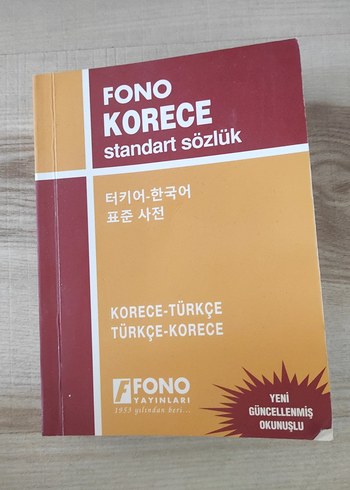 FONO
KORECE
standart sözlük
터키어-한국어
표준 사전
KORECE-TÜRKÇE
TÜRKÇE-KORECE
FONO
YAYINLARI
1953 yılından beri...
YENİ
GÜNCELLENMİŞ
OKUNUŞLU